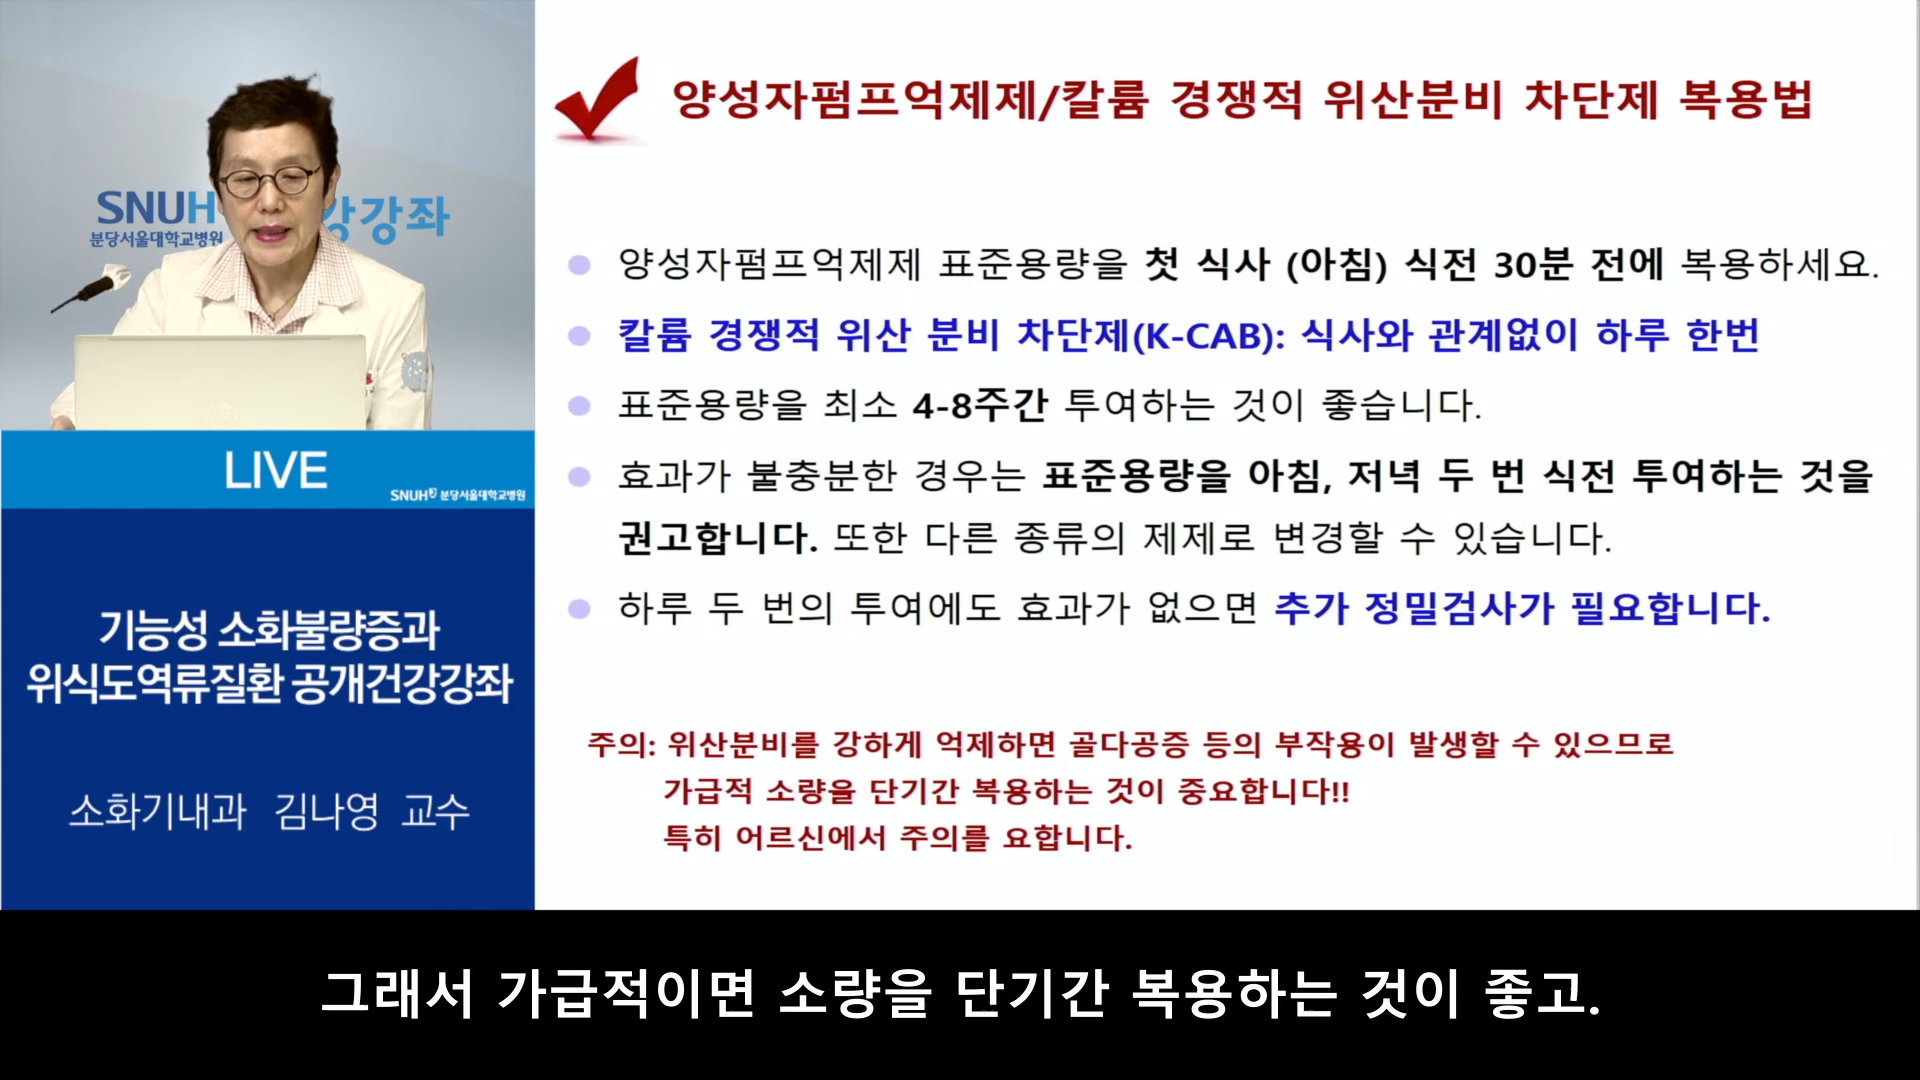 SNUH
분당서울대학교병원
강강좌
LIVE
SNUH 분당서울대학교병원
기능성 소화불량증과
위식도역류질환 공개건강강좌
소화기내과 김나영 교수
양성자펌프억제제/칼륨 경쟁적 위산분비 차단제 복용법
양성자펌프억제제 표준용량을 첫 식사 (아침) 식전 30분 전에 복용하세요.
칼륨 경쟁적 위산 분비 차단제(K-CAB): 식사와 관계없이 하루 한번
표준용량을 최소 4-8주간 투여하는 것이 좋습니다.
효과가 불충분한 경우는 표준용량을 아침, 저녁 두 번 식전 투여하는 것을
권고합니다. 또한 다른 종류의 제제로 변경할 수 있습니다.
하루 두 번의 투여에도 효과가 없으면 추가 정밀검사가 필요합니다.
주의: 위산분비를 강하게 억제하면 골다공증 등의 부작용이 발생할 수 있으므로
가급적 소량을 단기간 복용하는 것이 중요합니다!!
특히 어르신에서 주의를 요합니다.
그래서 가급적이면 소량을 단기간 복용하는 것이 좋고.